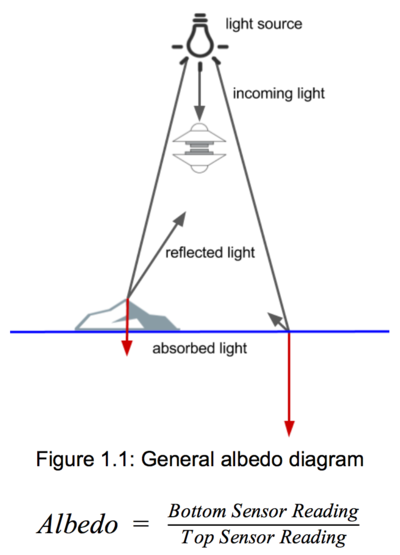 light source
incoming light
reflected light
absorbed light
Figure 1.1: General albedo diagram
Albedo = Bottom Sensor Reading
Top Sensor Reading